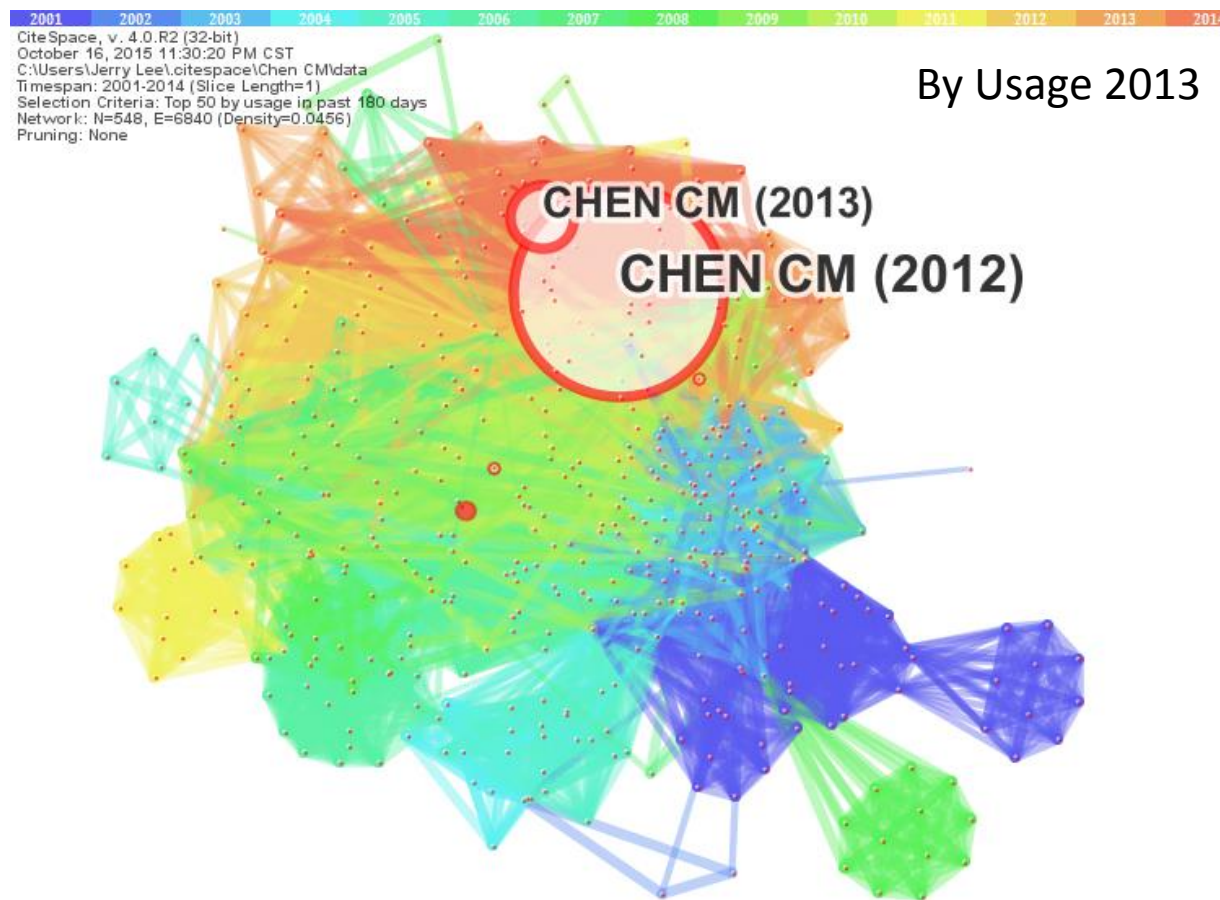 2001 2002 2003 2004 2005 2006 2007 2008 2009 2010 2011 2012 2013 2014
CiteSpace, v. 4.0.R2 (32-bit)
October 16, 2015 11:30:20 PM CST
C:\Users\Jerry Lee\.citespace\Chen CM\data
Timespan: 2001-2014 (Slice Length=1)
Selection Criteria: Top 50 by usage in past 180 days
Network: N=548, E=6840 (Density=0.0456)
Pruning: None
By Usage 2013
CHEN CM (2013)
CHEN CM (2012)